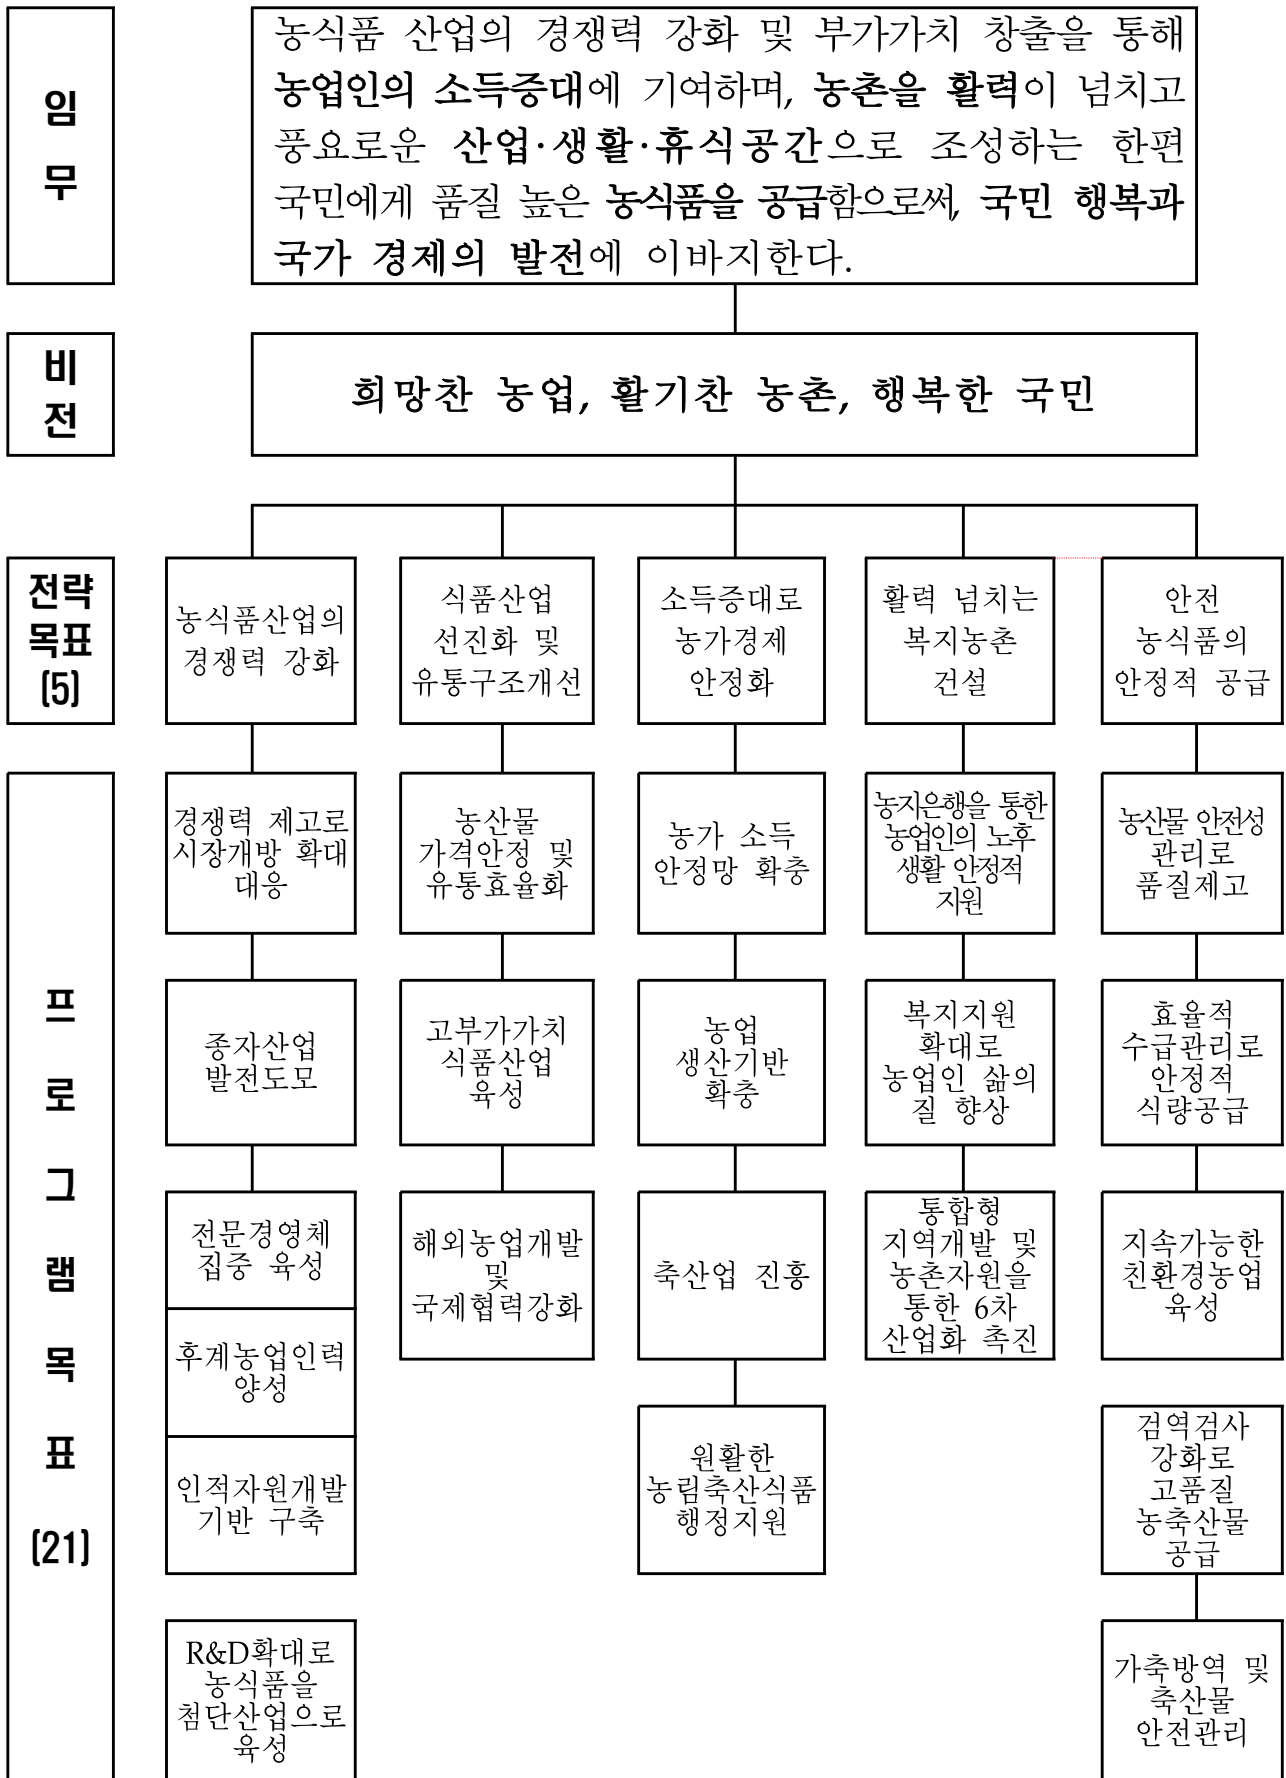 임
무
농식품 산업의 경쟁력 강화 및 부가가치 창출을 통해
농업인의 소득증대에 기여하며, 농촌을 활력이 넘치고
풍요로운 산업·생활·휴식공간으로 조성하는 한편
국민에게 품질 높은 농식품을 공급함으로써, 국민 행복과
국가 경제의 발전에 이바지한다.
비
전
희망찬 농업, 활기찬 농촌, 행복한 국민
전략
목표
(5)
농식품산업의
경쟁력 강화
식품산업
선진화 및
유통구조개선
소득증대로
농가경제
안정화
활력 넘치는
복지농촌
건설
안전
농식품의
안정적 공급
프
로
그
램
목
표
(21)
경쟁력 제고로
시장개방 확대
대응
농산물
가격안정 및
유통효율화
농가 소득
안정망 확충
농지은행을 통한
농업인의 노후
생활 안정적
지원
농산물 안전성
관리로
품질제고
종자산업
발전도모
고부가가치
식품산업
육성
농업
생산기반
확충
복지지원
확대로
농업인 삶의
질 향상
효율적
수급관리로
안정적
식량공급
전문경영체
집중 육성
해외농업개발
및
국제협력강화
축산업 진흥
통합형
지역개발 및
농촌자원을
통한 6차
산업화 촉진
지속가능한
친환경농업
육성
후계농업인력
양성
인적자원개발
기반 구축
원활한
농림축산식품
행정지원
검역검사
강화로
고품질
농축산물
공급
R&D확대로
농식품을
첨단산업으로
육성
가축방역 및
축산물
안전관리